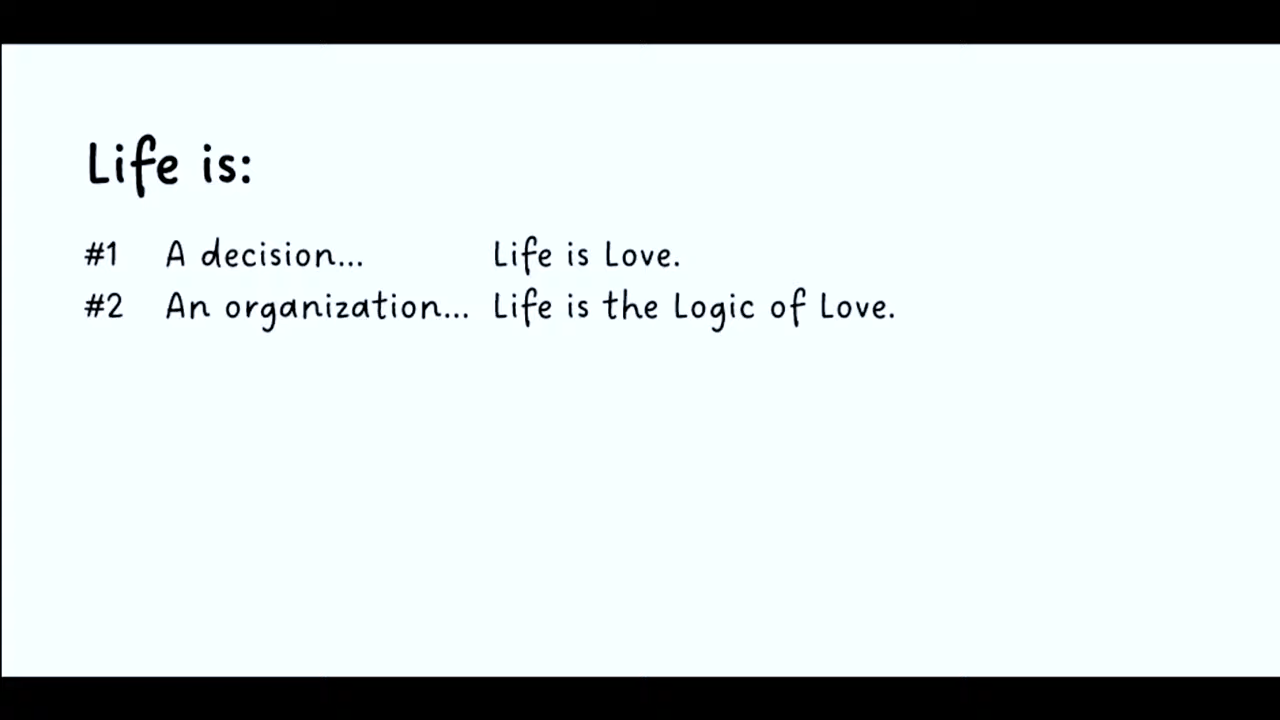 Life is:
#1 A decision... Life is Love.
#2 An organization... Life is the Logic of Love.